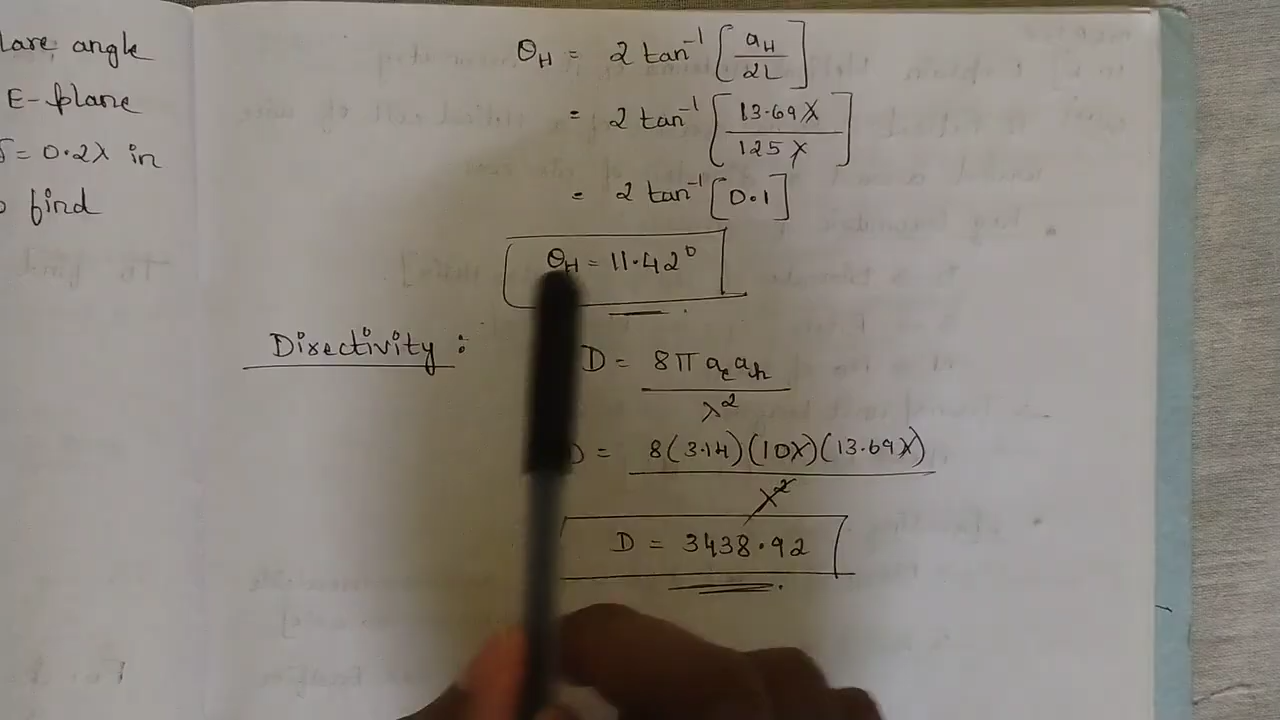 lare angle
E-plane
= 0.2λ in
find
θH = 2 tan⁻¹ [aH / 2L]
= 2 tan⁻¹ [13.69λ / 125λ]
= 2 tan⁻¹ [0.1]
θH = 11.42°
Directivity :
D = 8π aE ah / λ²
D = 8(3.14)(10λ)(13.69λ) / λ²
D = 3438.92